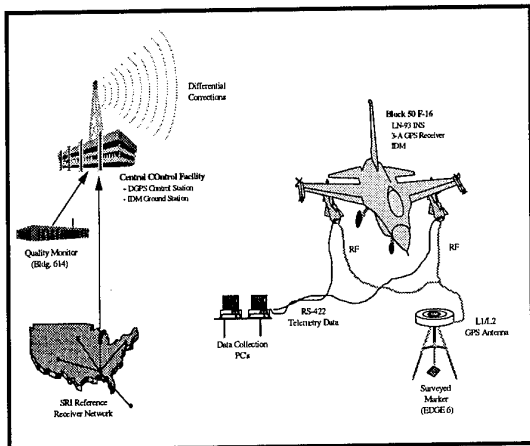 Differential
Corrections
Central COntrol Facility
- DGPS Control Station
- IDM Ground Station
Quality Monitor
(Bldg. 614)
SRI Reference
Receiver Network
Block 50 F-16
LN-93 INS
3-A GPS Receiver
IDM
RF
RF
RS-422
Telemetry Data
Data Collection
PC's
L1/L2
GPS Antenna
Surveyed
Marker
(EDGE 6)